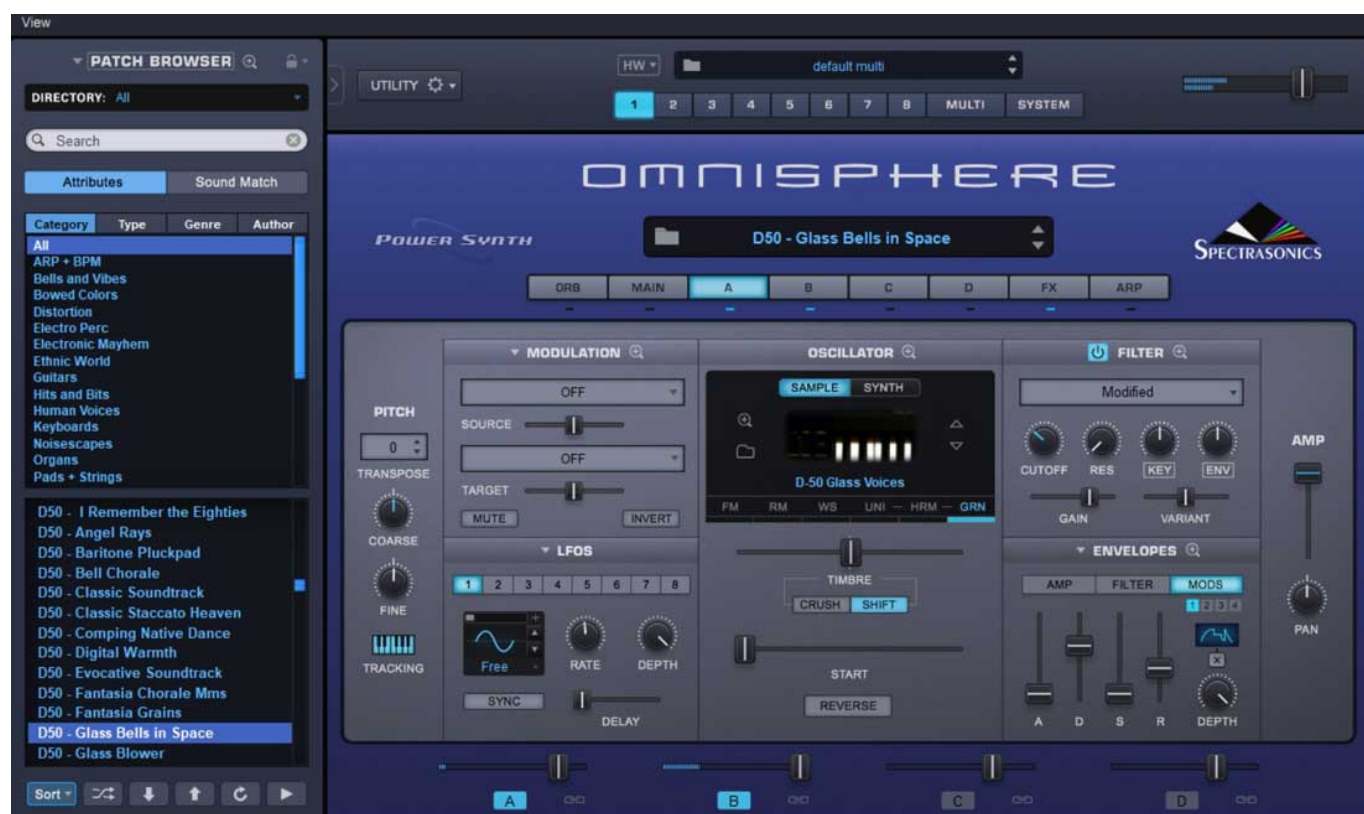 View
PATCH BROWSER
DIRECTORY: All
Search
Attributes Sound Match
Category Type Genre Author
All
ARP + BPM
Bells and Vibes
Bowed Colors
Distortion
Electro Perc
Electronic Mayhem
Ethnic World
Guitars
Hits and Bits
Human Voices
Keyboards
Noisescapes
Organs
Pads + Strings
D50 - I Remember the Eighties
D50 - Angel Rays
D50 - Baritone Pluckpad
D50 - Bell Chorale
D50 - Classic Soundtrack
D50 - Classic Staccato Heaven
D50 - Comping Native Dance
D50 - Digital Warmth
D50 - Evocative Soundtrack
D50 - Fantasia Chorale Mms
D50 - Fantasia Grains
D50 - Glass Bells in Space
D50 - Glass Blower
Sort
UTILITY
HW
default multi
1 2 3 4 5 6 7 8 MULTI SYSTEM
OMNISPHERE
POWER SYNTH
D50 - Glass Bells in Space
SPECTRASONICS
ORB MAIN A B C D FX ARP
PITCH
0
TRANSPOSE
COARSE
FINE
TRACKING
MODULATION
OFF
SOURCE
OFF
TARGET
MUTE INVERT
LFOS
1 2 3 4 5 6 7 8
Free
RATE DEPTH
SYNC
DELAY
OSCILLATOR
SAMPLE SYNTH
D-50 Glass Voices
FM RM WS UNI HRM GRN
TIMBRE
CRUSH SHIFT
START
REVERSE
FILTER
Modified
CUTOFF RES KEY ENV
GAIN VARIANT
ENVELOPES
AMP FILTER MODS
1 2 3 4
X
A D S R DEPTH
AMP
PAN
A B C D